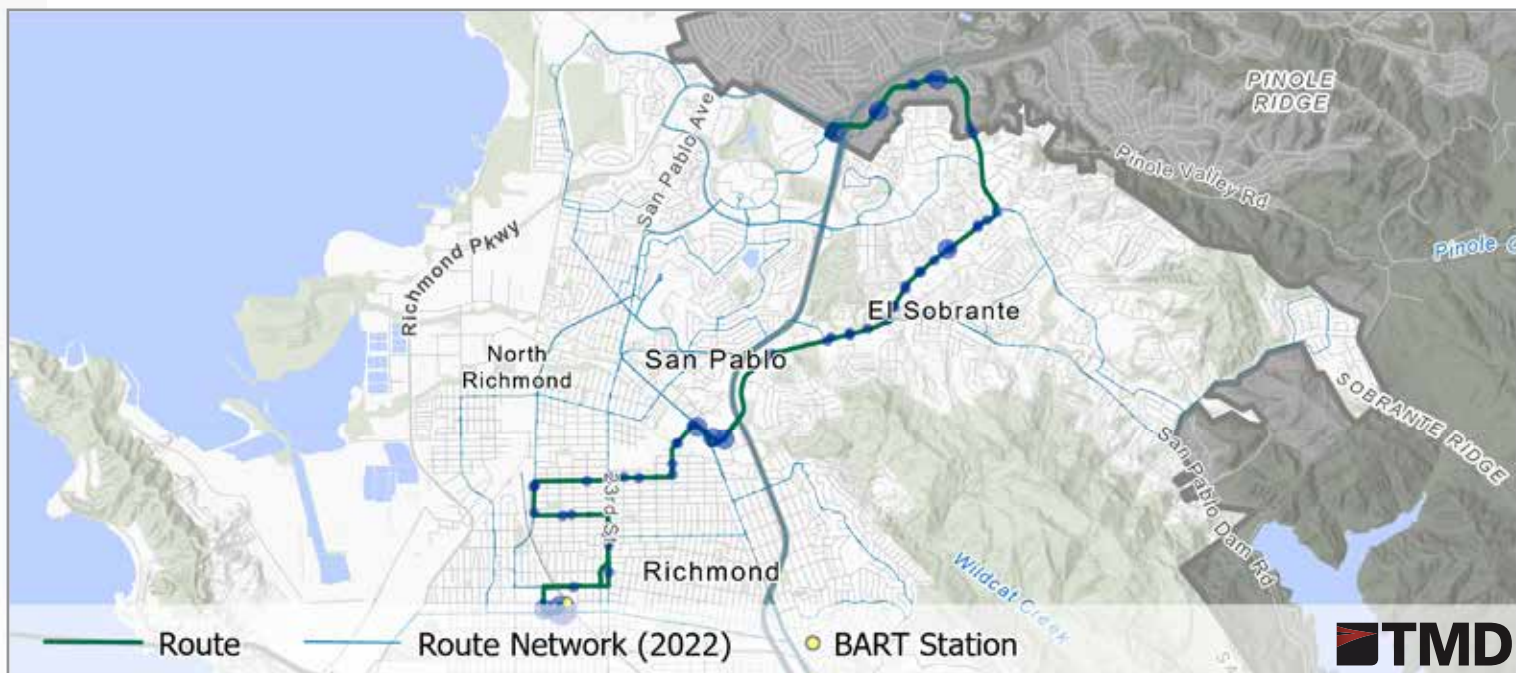 PINOLE
RIDGE
San Pablo Ave
Pinole Valley Rd
Richmond Pkwy
El Sobrante
North
Richmond
San Pablo
SOBRANTE RIDGE
23rd St
San Pablo Dam Rd
Richmond
Wildcat Creek
Route
Route Network (2022)
BART Station
TMD